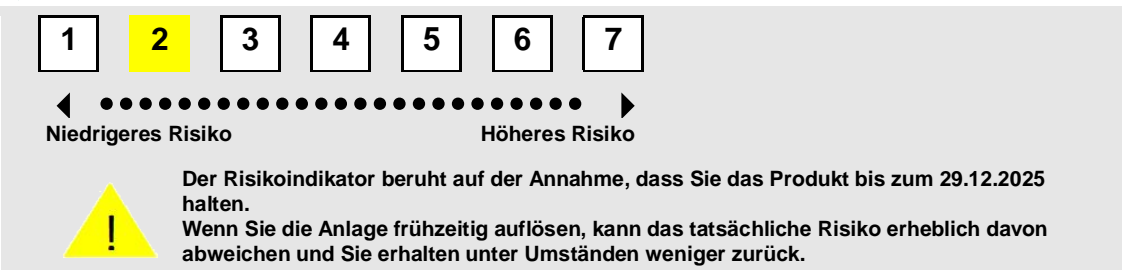 1 2 3 4 5 6 7
Niedrigeres Risiko Höheres Risiko
Der Risikoindikator beruht auf der Annahme, dass Sie das Produkt bis zum 29.12.2025
halten.
Wenn Sie die Anlage frühzeitig auflösen, kann das tatsächliche Risiko erheblich davon
abweichen und Sie erhalten unter Umständen weniger zurück.
!